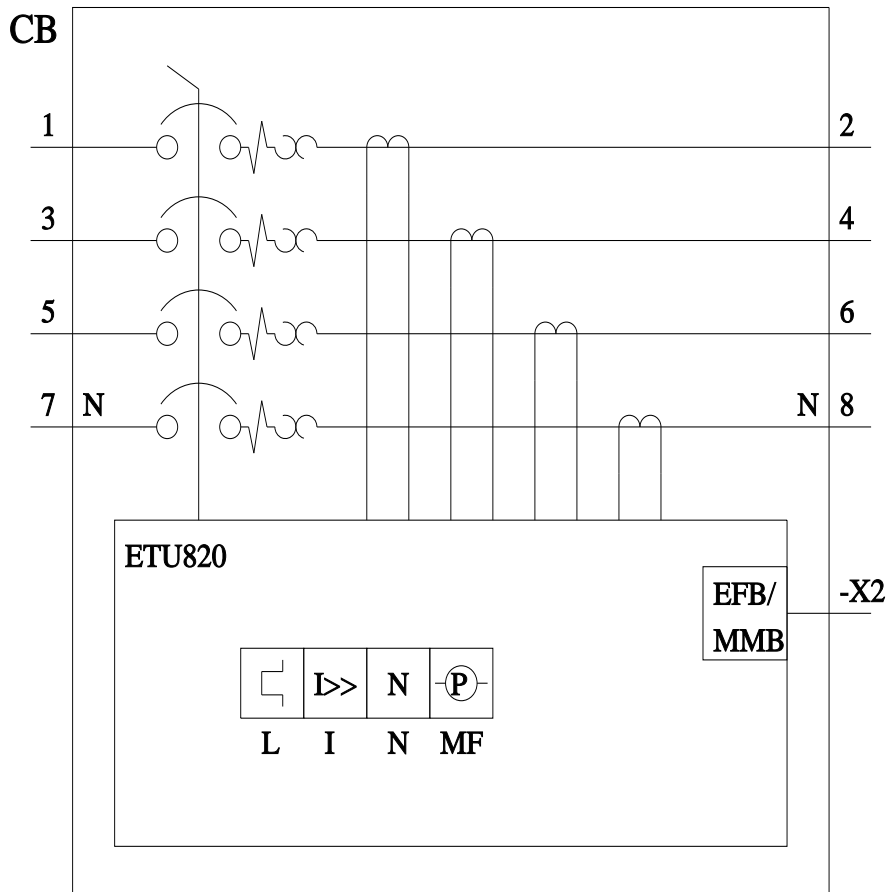 CB
1 2
3 4
5 6
7 N N 8
ETU820
EFB/ -X2
MMB
I>> N P
L I N MF